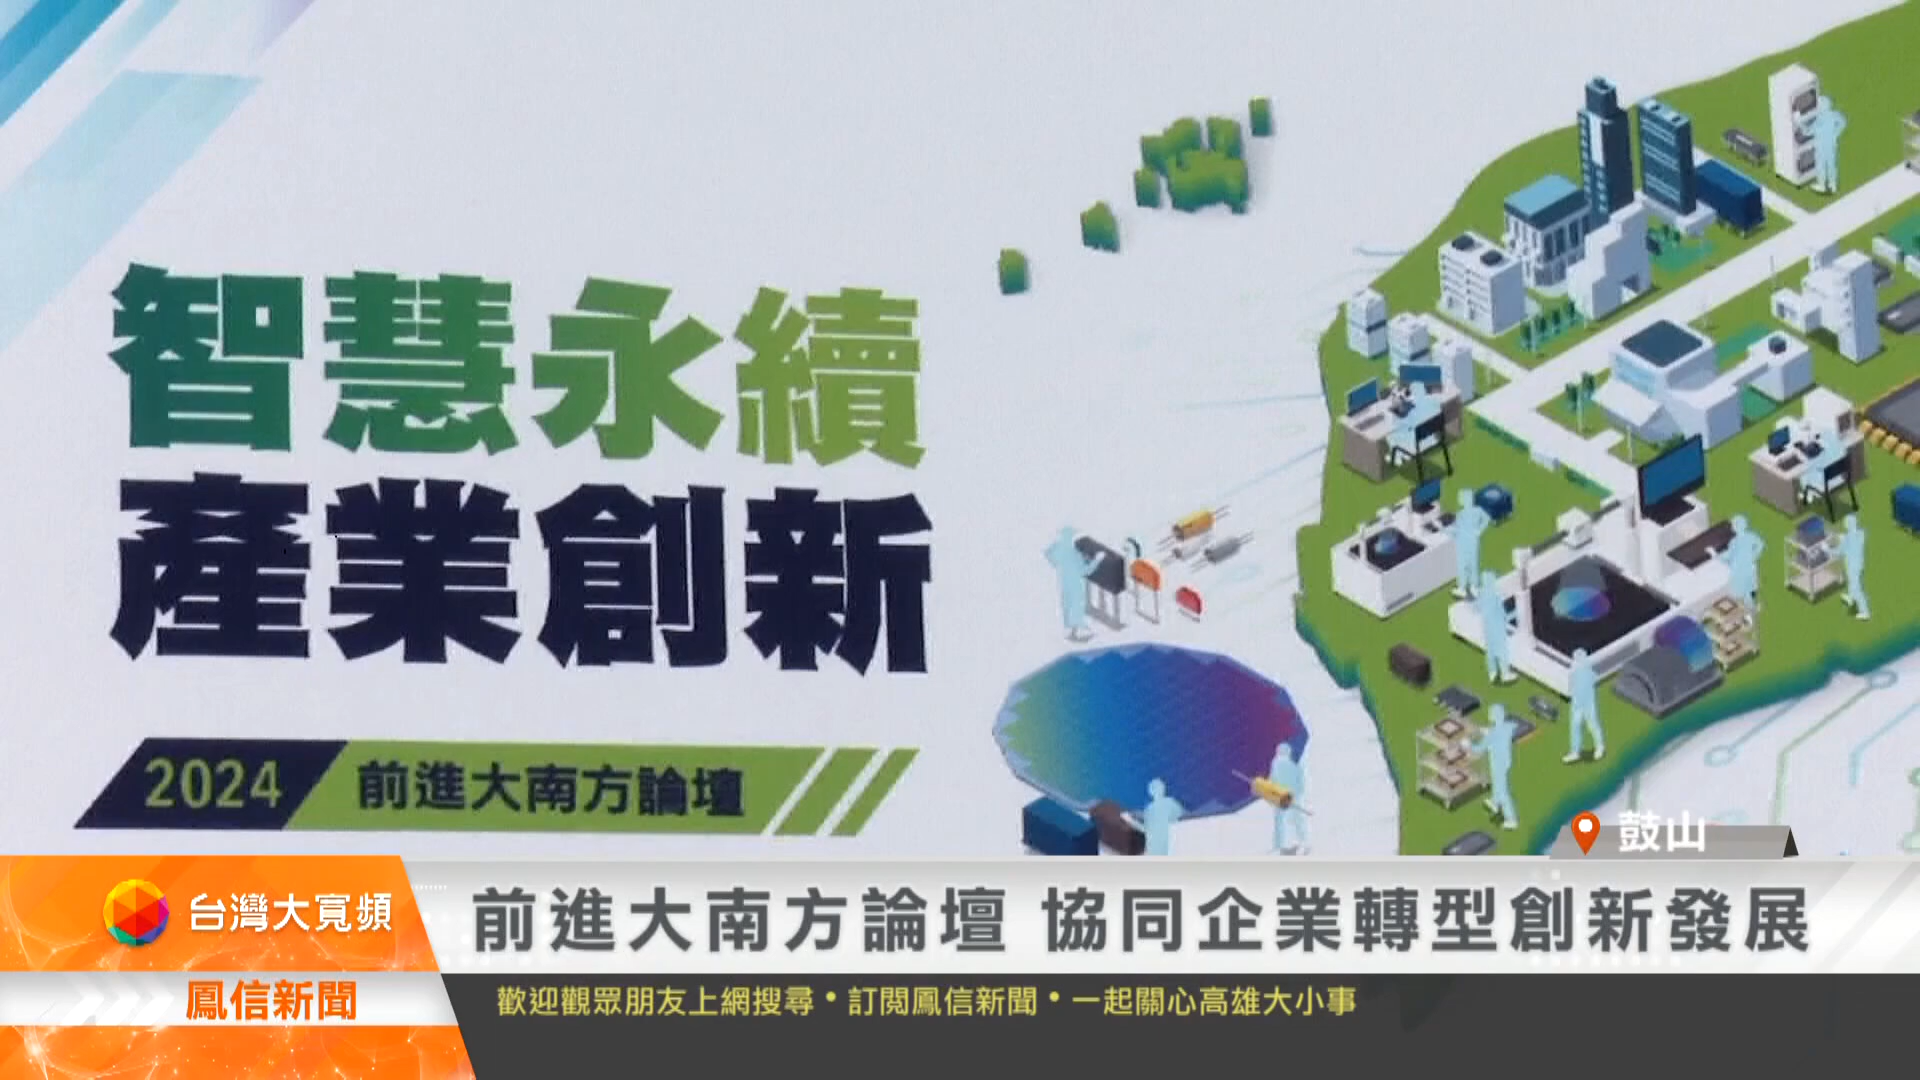 智慧永續
產業創新
2024 前進大南方論壇
鼓山
台灣大寬頻
前進大南方論壇 協同企業轉型創新發展
鳳信新聞
歡迎觀眾朋友上網搜尋•訂閱鳳信新聞•一起關心高雄大小事